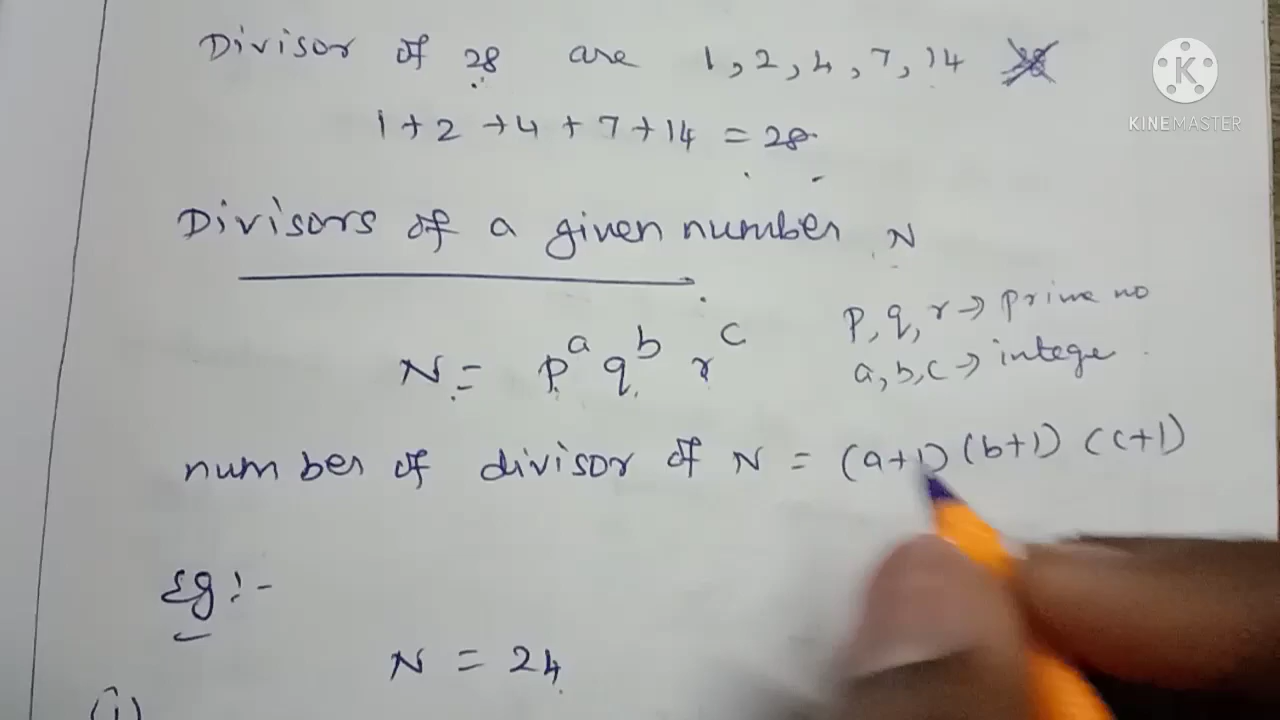 Divisor of 28 are 1, 2, 4, 7, 14
1 + 2 + 4 + 7 + 14 = 28
KINEMASTER
Divisors of a given number N
N = p^a q^b r^c
p, q, r → prime no
a, b, c → intege
number of divisor of N = (a+1) (b+1) (c+1)
Eg :-
N = 24
(i)